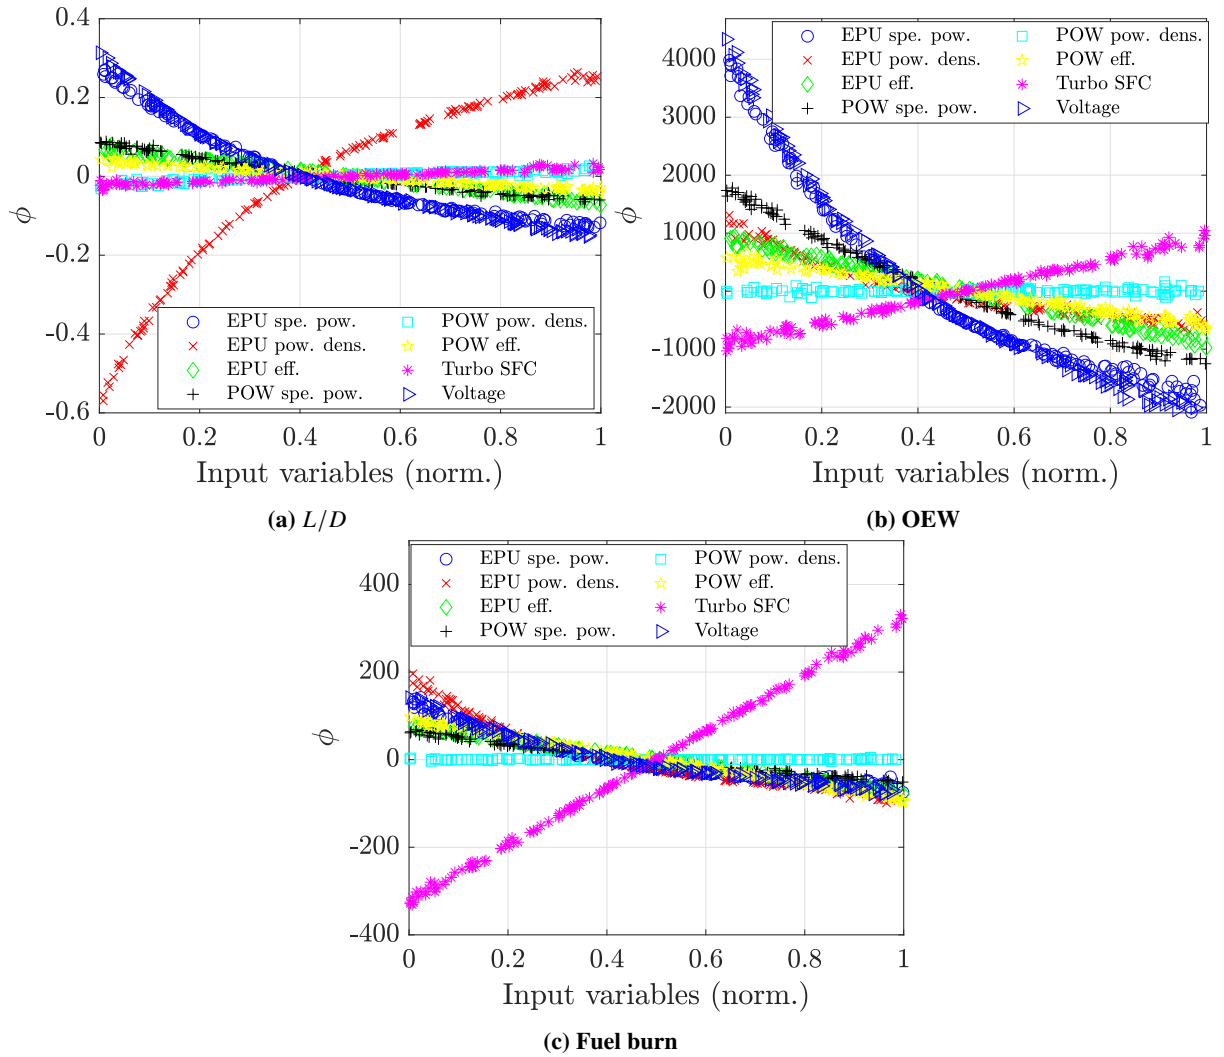 0.4
0.2
0
-0.2
-0.4
-0.6
ϕ
EPU spe. pow.
EPU pow. dens.
EPU eff.
POW spe. pow.
POW pow. dens.
POW eff.
Turbo SFC
Voltage
0 0.2 0.4 0.6 0.8 1
Input variables (norm.)
(a) L/D
4000
3000
2000
1000
0
-1000
-2000
ϕ
EPU spe. pow.
EPU pow. dens.
EPU eff.
POW spe. pow.
POW pow. dens.
POW eff.
Turbo SFC
Voltage
0 0.2 0.4 0.6 0.8 1
Input variables (norm.)
(b) OEW
400
200
0
-200
-400
ϕ
EPU spe. pow.
EPU pow. dens.
EPU eff.
POW spe. pow.
POW pow. dens.
POW eff.
Turbo SFC
Voltage
0 0.2 0.4 0.6 0.8 1
Input variables (norm.)
(c) Fuel burn